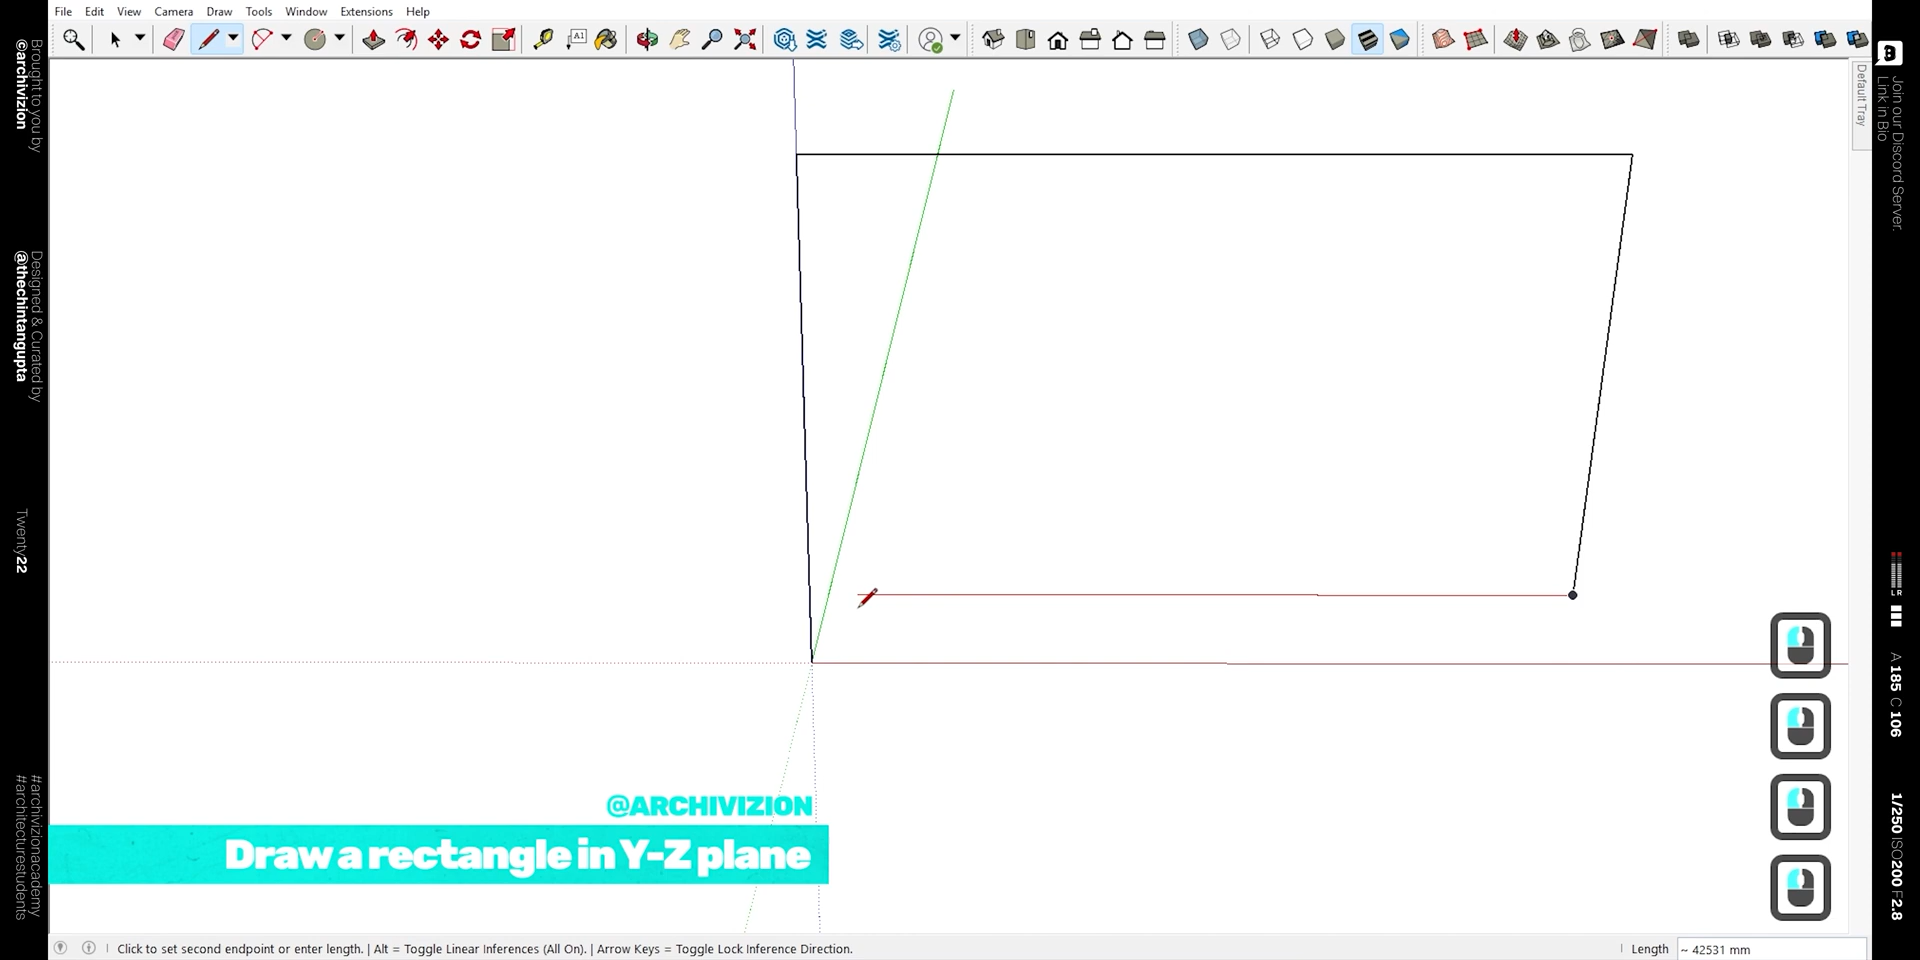 File Edit View Camera Draw Tools Window Extensions Help
A1
Default Tray
Brought to you by
@archivizion
Designed & Curated by
@thechintangupta
Twenty22
#archivizionacademy
#architecturestudents
Join our Discord Server.
Link in Bio
L R
A 185 C 106
1/250 ISO200 F2.8
@ARCHIVIZION
Draw a rectangle in Y-Z plane
Click to set second endpoint or enter length. | Alt = Toggle Linear Inferences (All On). | Arrow Keys = Toggle Lock Inference Direction.
Length ~ 42531 mm